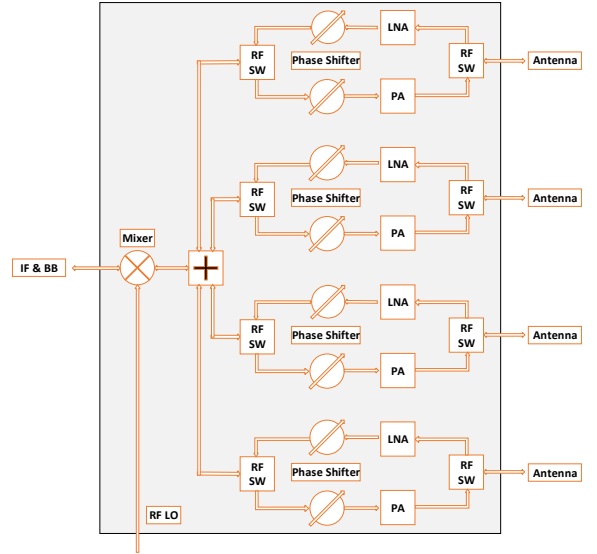 LNA
RF
SW
Phase Shifter
RF
SW
Antenna
PA
LNA
RF
SW
Phase Shifter
RF
SW
Antenna
PA
Mixer
IF & BB
LNA
RF
SW
Phase Shifter
RF
SW
Antenna
PA
LNA
RF
SW
Phase Shifter
RF
SW
Antenna
PA
RF LO